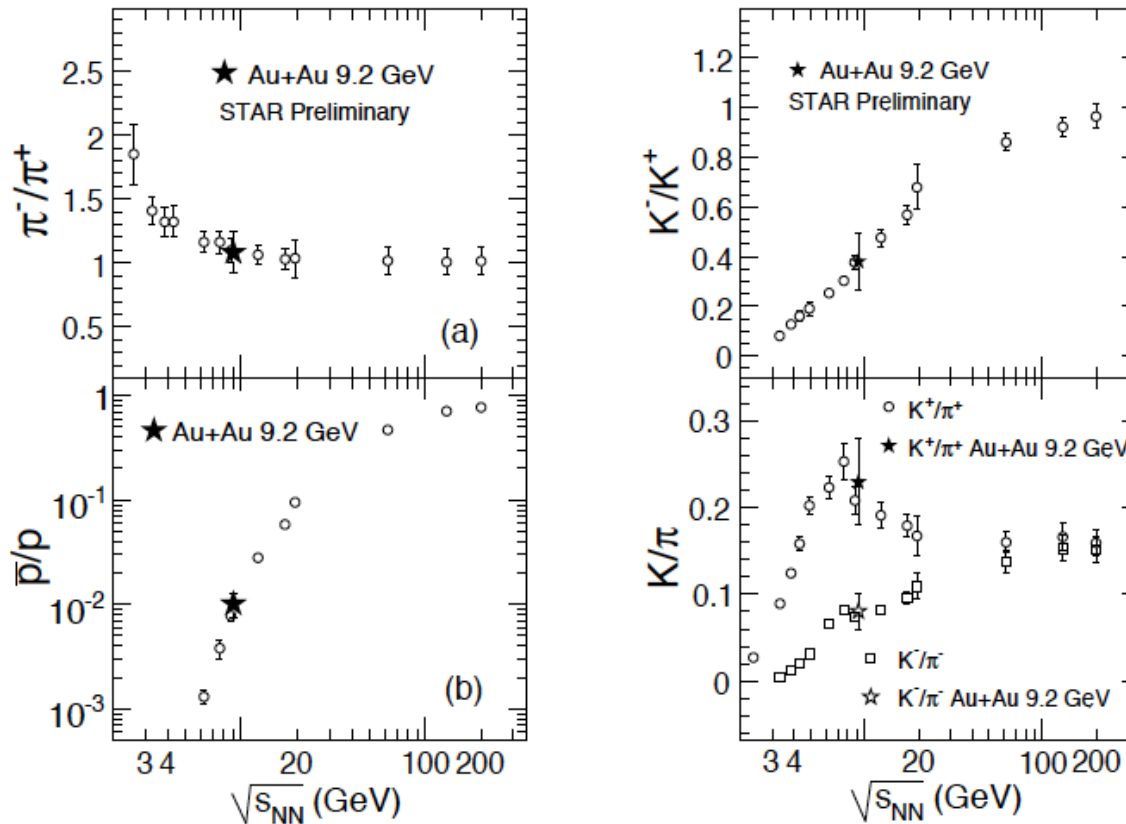 2.5
2
1.5
1
0.5
π⁻/π⁺
★ Au+Au 9.2 GeV
STAR Preliminary
(a)
1
10⁻¹
10⁻²
10⁻³
p̅/p
★ Au+Au 9.2 GeV
(b)
3 4 20 100 200
√s_NN (GeV)
1.2
1
0.8
0.6
0.4
0.2
0
K⁻/K⁺
★ Au+Au 9.2 GeV
STAR Preliminary
0.3
0.2
0.1
0
K/π
○ K⁺/π⁺
★ K⁺/π⁺ Au+Au 9.2 GeV
□ K⁻/π⁻
☆ K⁻/π⁻ Au+Au 9.2 GeV
3 4 20 100 200
√s_NN (GeV)